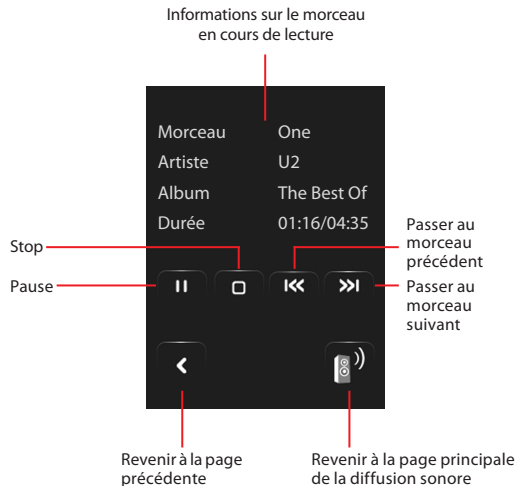 Informations sur le morceau
en cours de lecture
Morceau One
Artiste U2
Album The Best Of
Durée 01:16/04:35
Stop
Pause
Passer au
morceau
précédent
Passer au
morceau
suivant
Revenir à la page
précédente
Revenir à la page principale
de la diffusion sonore